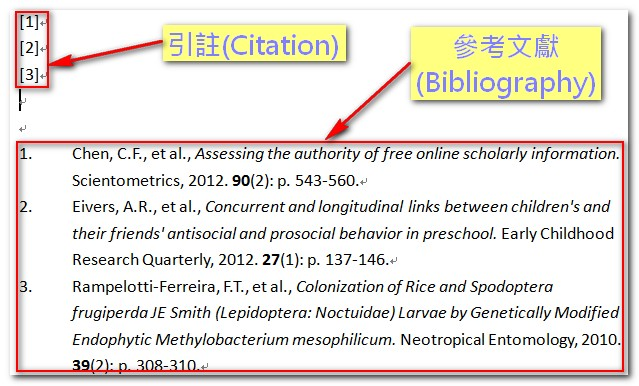 [1]
[2]
[3]
引註(Citation)
參考文獻
(Bibliography)
1. Chen, C.F., et al., Assessing the authority of free online scholarly information.
Scientometrics, 2012. 90(2): p. 543-560.
2. Eivers, A.R., et al., Concurrent and longitudinal links between children's and
their friends' antisocial and prosocial behavior in preschool. Early Childhood
Research Quarterly, 2012. 27(1): p. 137-146.
3. Rampelotti-Ferreira, F.T., et al., Colonization of Rice and Spodoptera
frugiperda JE Smith (Lepidoptera: Noctuidae) Larvae by Genetically Modified
Endophytic Methylobacterium mesophilicum. Neotropical Entomology, 2010.
39(2): p. 308-310.